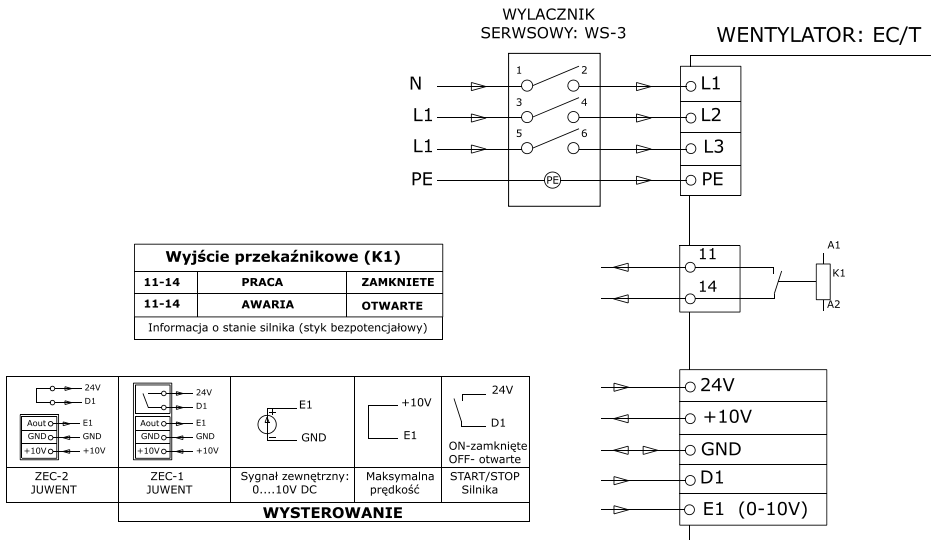 WYLACZNIK
SERWSOWY: WS-3
WENTYLATOR: EC/T
N 1 2 L1
L1 3 4 L2
L1 5 6 L3
PE PE PE
Wyjście przekaźnikowe (K1)
11-14 PRACA ZAMKNIETE
11-14 AWARIA OTWARTE
Informacja o stanie silnika (styk bezpotencjałowy)
11
14
A1
K1
A2
24V
D1
Aout E1
GND GND
+10V +10V
ZEC-2
JUWENT
24V
D1
Aout E1
GND GND
+10V +10V
ZEC-1
JUWENT
+ E1
− GND
Sygnał zewnętrzny:
0....10V DC
+10V
E1
Maksymalna
prędkość
24V
D1
ON-zamknięte
OFF- otwarte
START/STOP
Silnika
WYSTEROWANIE
24V
+10V
GND
D1
E1 (0-10V)